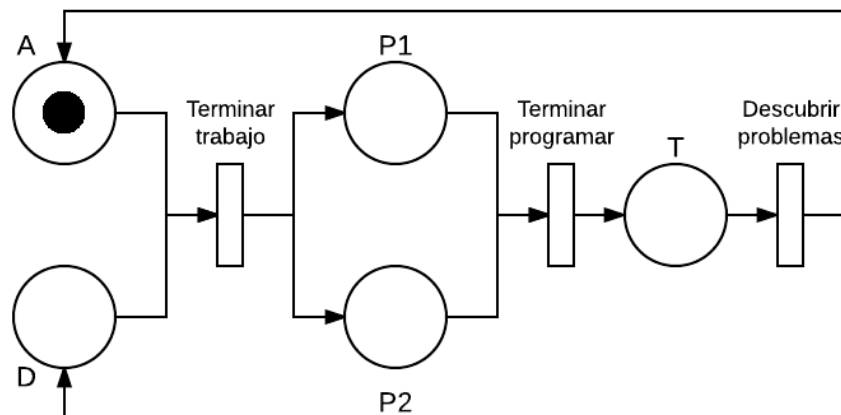 A
P1
Terminar
trabajo
Terminar
programar
T
Descubrir
problemas
D
P2